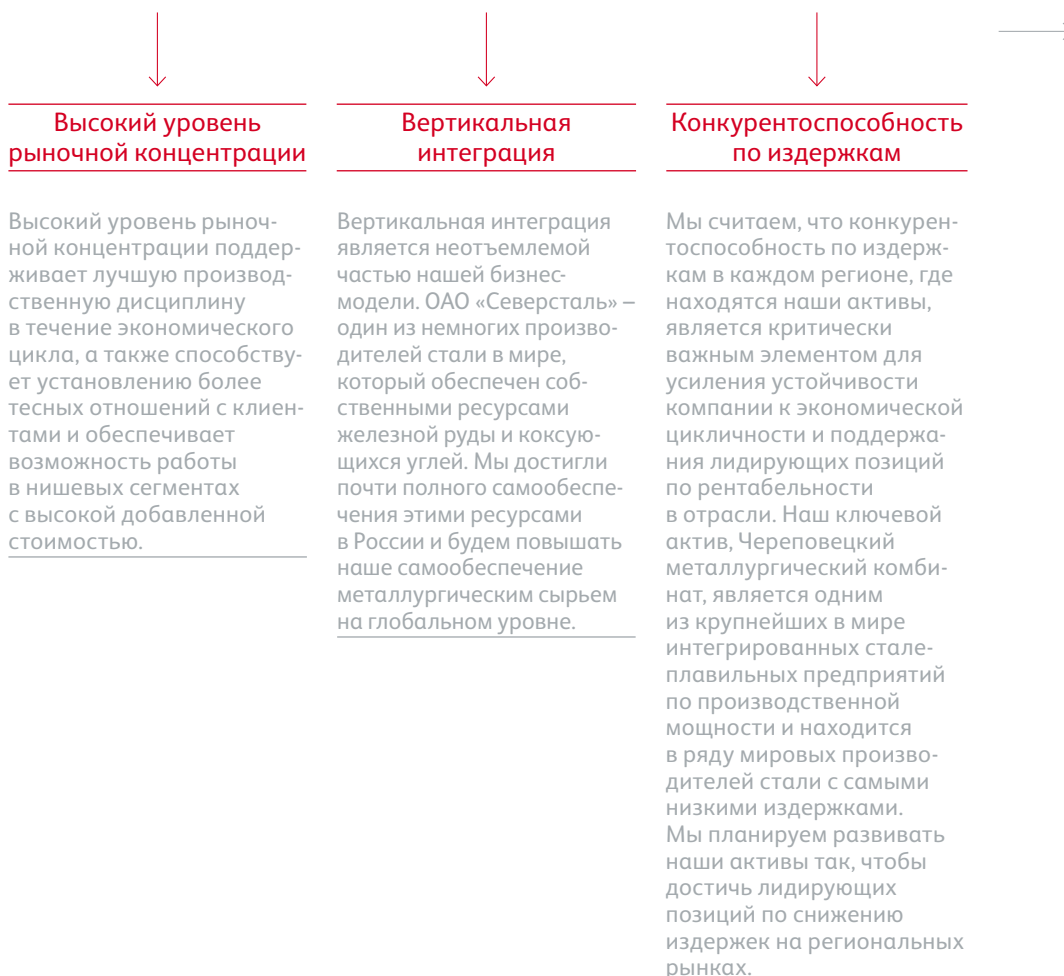 Высокий уровень
рыночной концентрации
Высокий уровень рыноч-
ной концентрации поддер-
живает лучшую производ-
ственную дисциплину
в течение экономического
цикла, а также способству-
ет установлению более
тесных отношений с клиен-
тами и обеспечивает
возможность работы
в нишевых сегментах
с высокой добавленной
стоимостью.
Вертикальная
интеграция
Вертикальная интеграция
является неотъемлемой
частью нашей бизнес-
модели. ОАО «Северсталь» –
один из немногих произво-
дителей стали в мире,
который обеспечен соб-
ственными ресурсами
железной руды и коксую-
щихся углей. Мы достигли
почти полного самообеспе-
чения этими ресурсами
в России и будем повышать
наше самообеспечение
металлургическим сырьем
на глобальном уровне.
Конкурентоспособность
по издержкам
Мы считаем, что конкурен-
тоспособность по издерж-
кам в каждом регионе, где
находятся наши активы,
является критически
важным элементом для
усиления устойчивости
компании к экономической
цикличности и поддержа-
ния лидирующих позиций
по рентабельности
в отрасли. Наш ключевой
актив, Череповецкий
металлургический комби-
нат, является одним
из крупнейших в мире
интегрированных стале-
плавильных предприятий
по производственной
мощности и находится
в ряду мировых произво-
дителей стали с самыми
низкими издержками.
Мы планируем развивать
наши активы так, чтобы
достичь лидирующих
позиций по снижению
издержек на региональных
рынках.